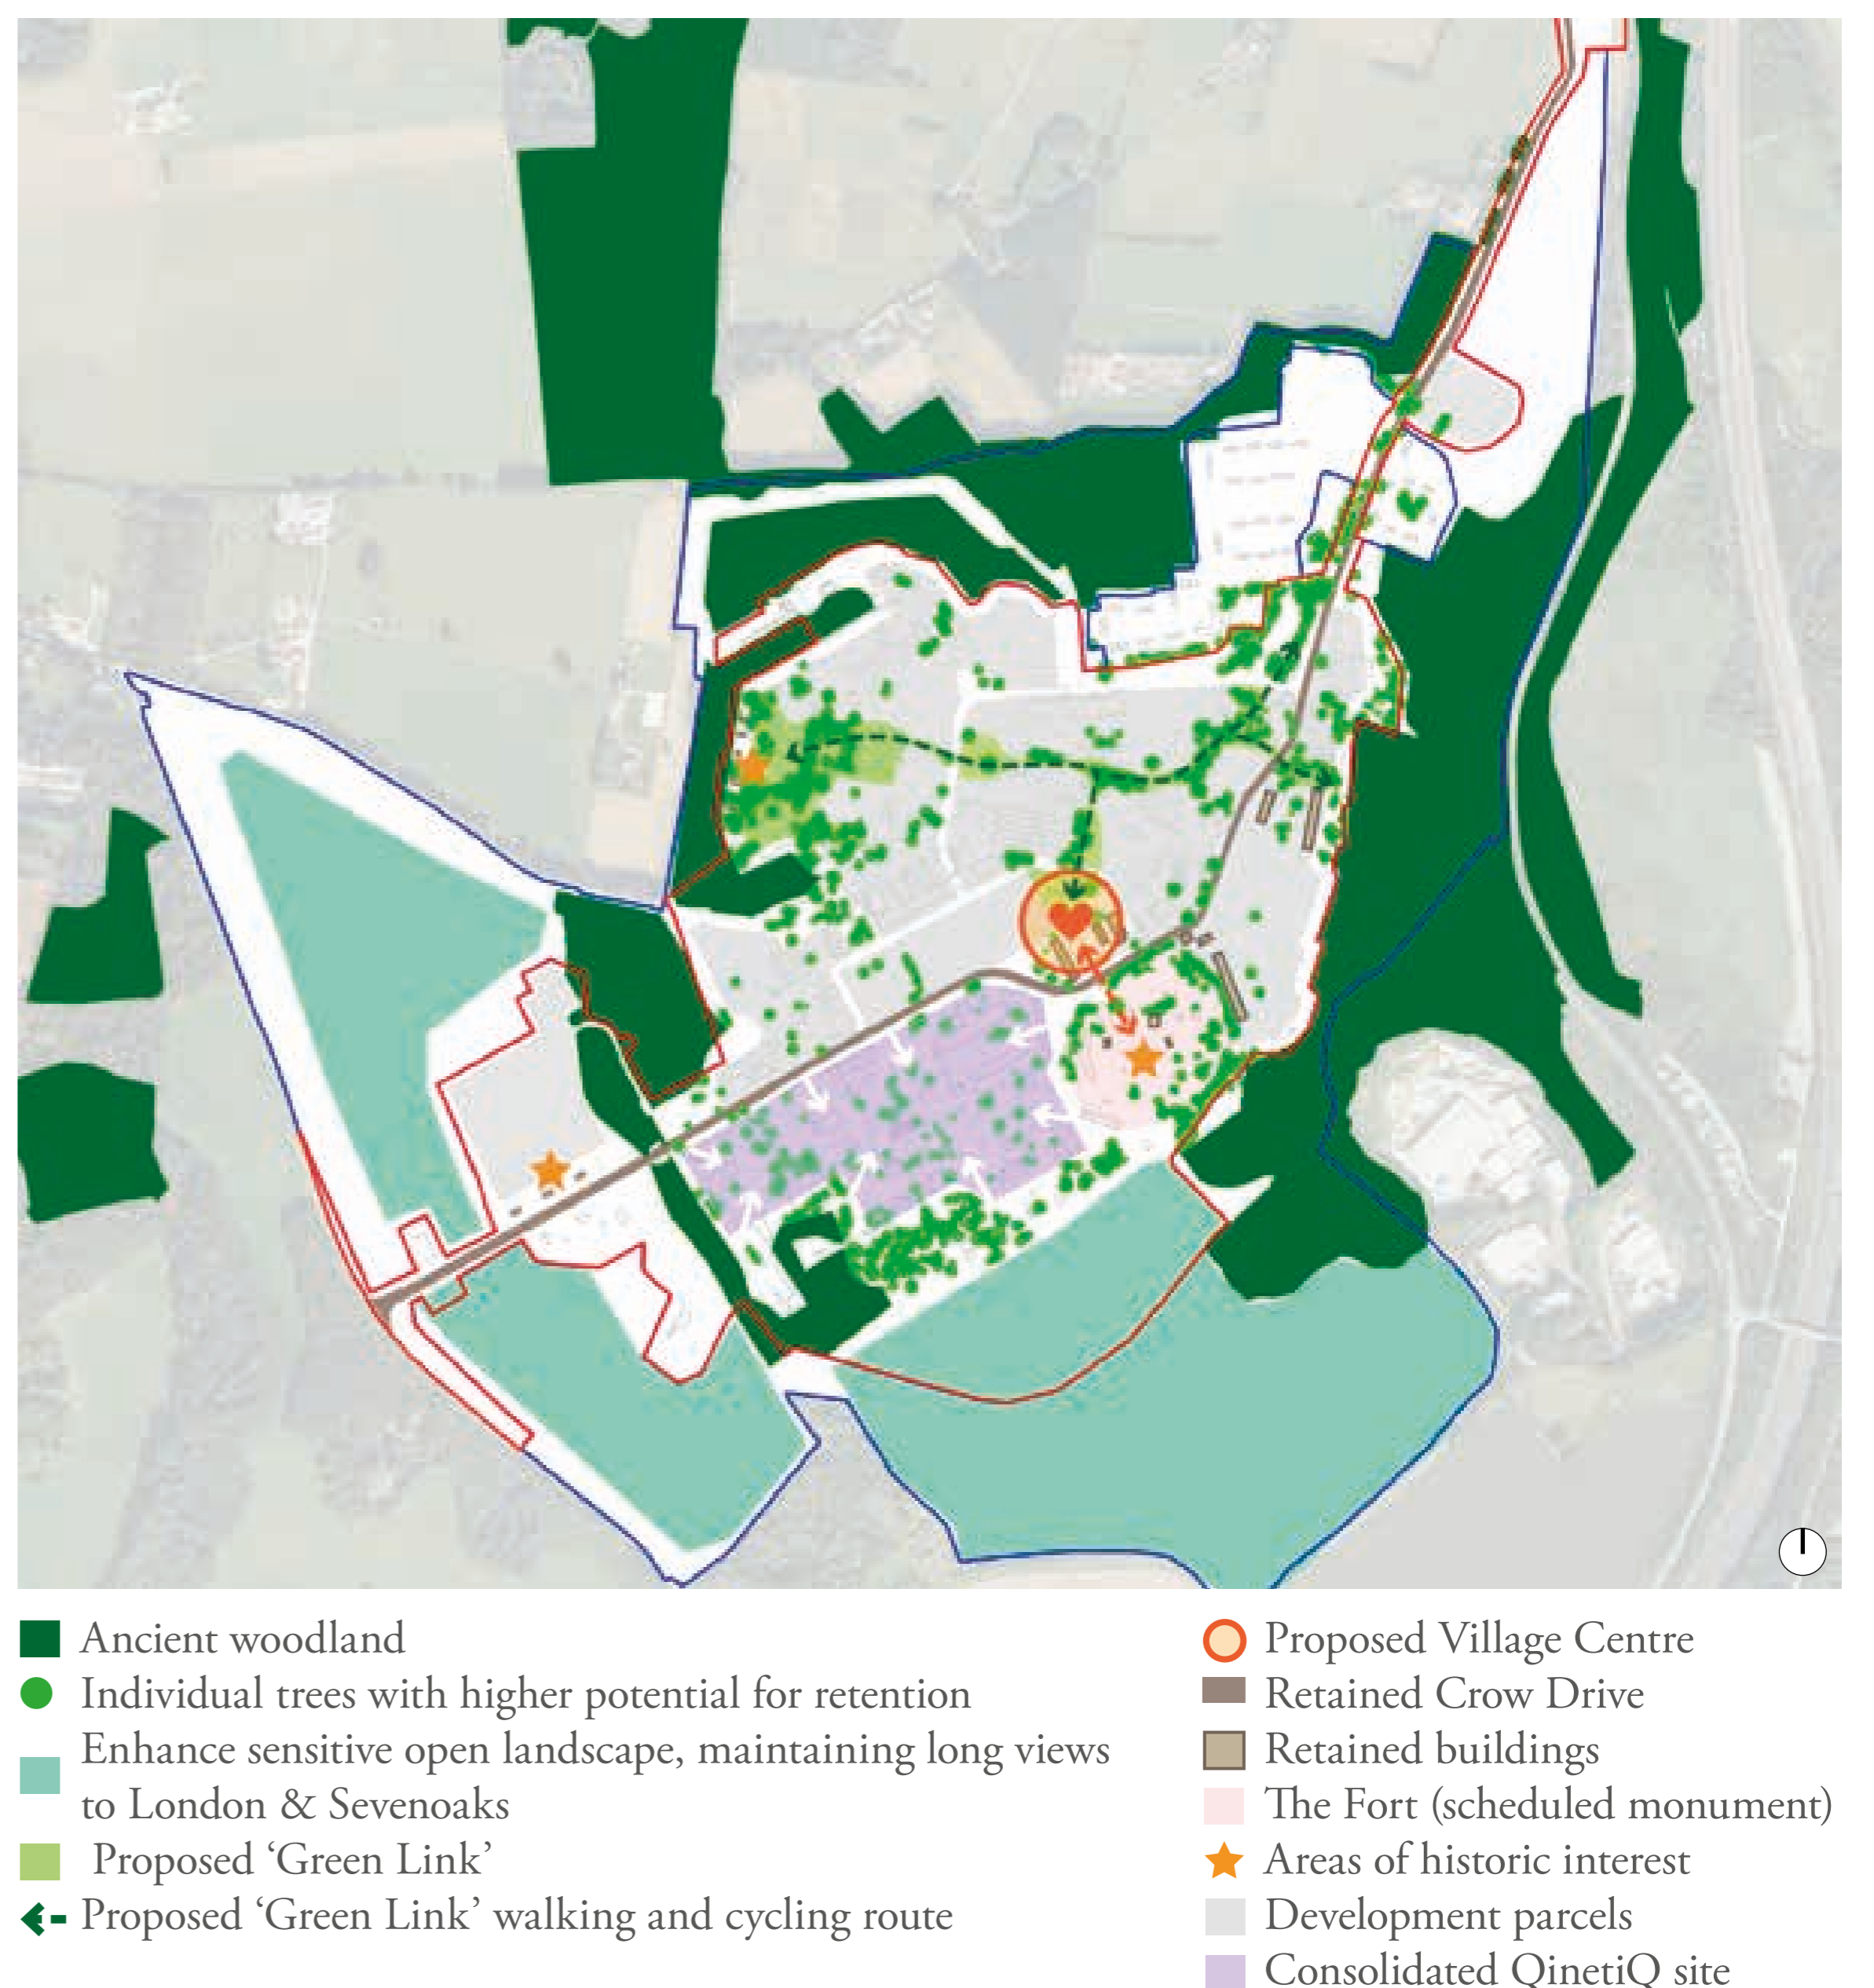 Ancient woodland
Individual trees with higher potential for retention
Enhance sensitive open landscape, maintaining long views
to London & Sevenoaks
Proposed ‘Green Link’
Proposed ‘Green Link’ walking and cycling route
Proposed Village Centre
Retained Crow Drive
Retained buildings
The Fort (scheduled monument)
Areas of historic interest
Development parcels
Consolidated QinetiQ site